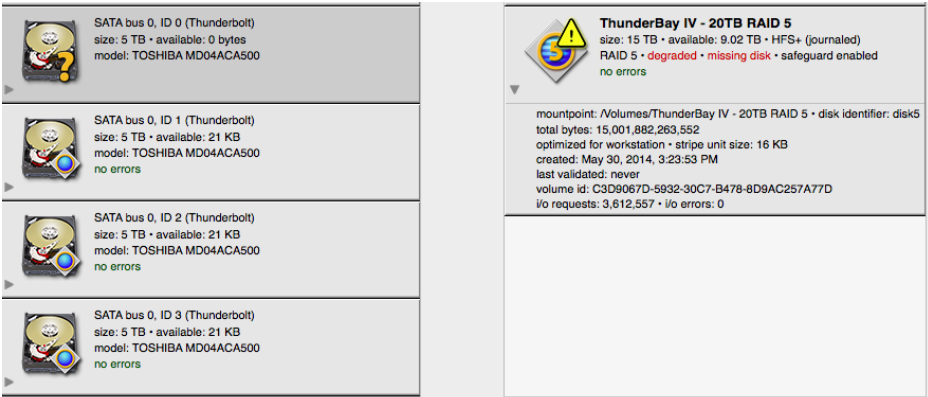 SATA bus 0, ID 0 (Thunderbolt)
size: 5 TB • available: 0 bytes
model: TOSHIBA MD04ACA500
SATA bus 0, ID 1 (Thunderbolt)
size: 5 TB • available: 21 KB
model: TOSHIBA MD04ACA500
no errors
SATA bus 0, ID 2 (Thunderbolt)
size: 5 TB • available: 21 KB
model: TOSHIBA MD04ACA500
no errors
SATA bus 0, ID 3 (Thunderbolt)
size: 5 TB • available: 21 KB
model: TOSHIBA MD04ACA500
no errors
ThunderBay IV - 20TB RAID 5
size: 15 TB • available: 9.02 TB • HFS+ (journaled)
RAID 5 • degraded • missing disk • safeguard enabled
no errors
mountpoint: /Volumes/ThunderBay IV - 20TB RAID 5 • disk identifier: disk5
total bytes: 15,001,882,263,552
optimized for workstation • stripe unit size: 16 KB
created: May 30, 2014, 3:23:53 PM
last validated: never
volume id: C3D9067D-5932-30C7-B478-8D9AC257A77D
i/o requests: 3,612,557 • i/o errors: 0